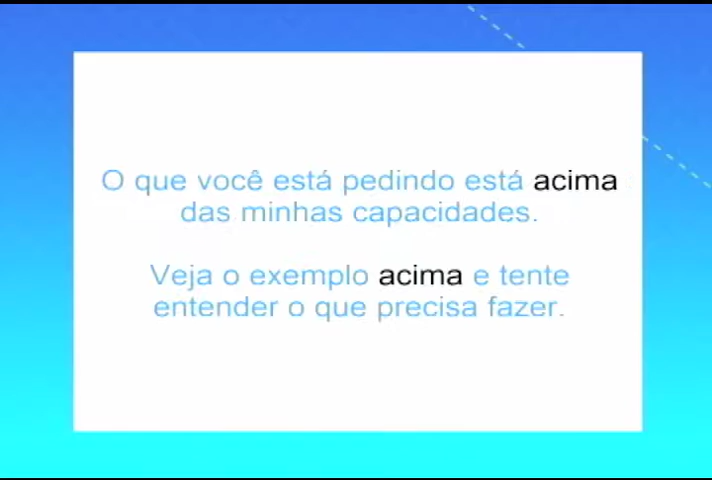 O que você está pedindo está acima
das minhas capacidades.
Veja o exemplo acima e tente
entender o que precisa fazer.